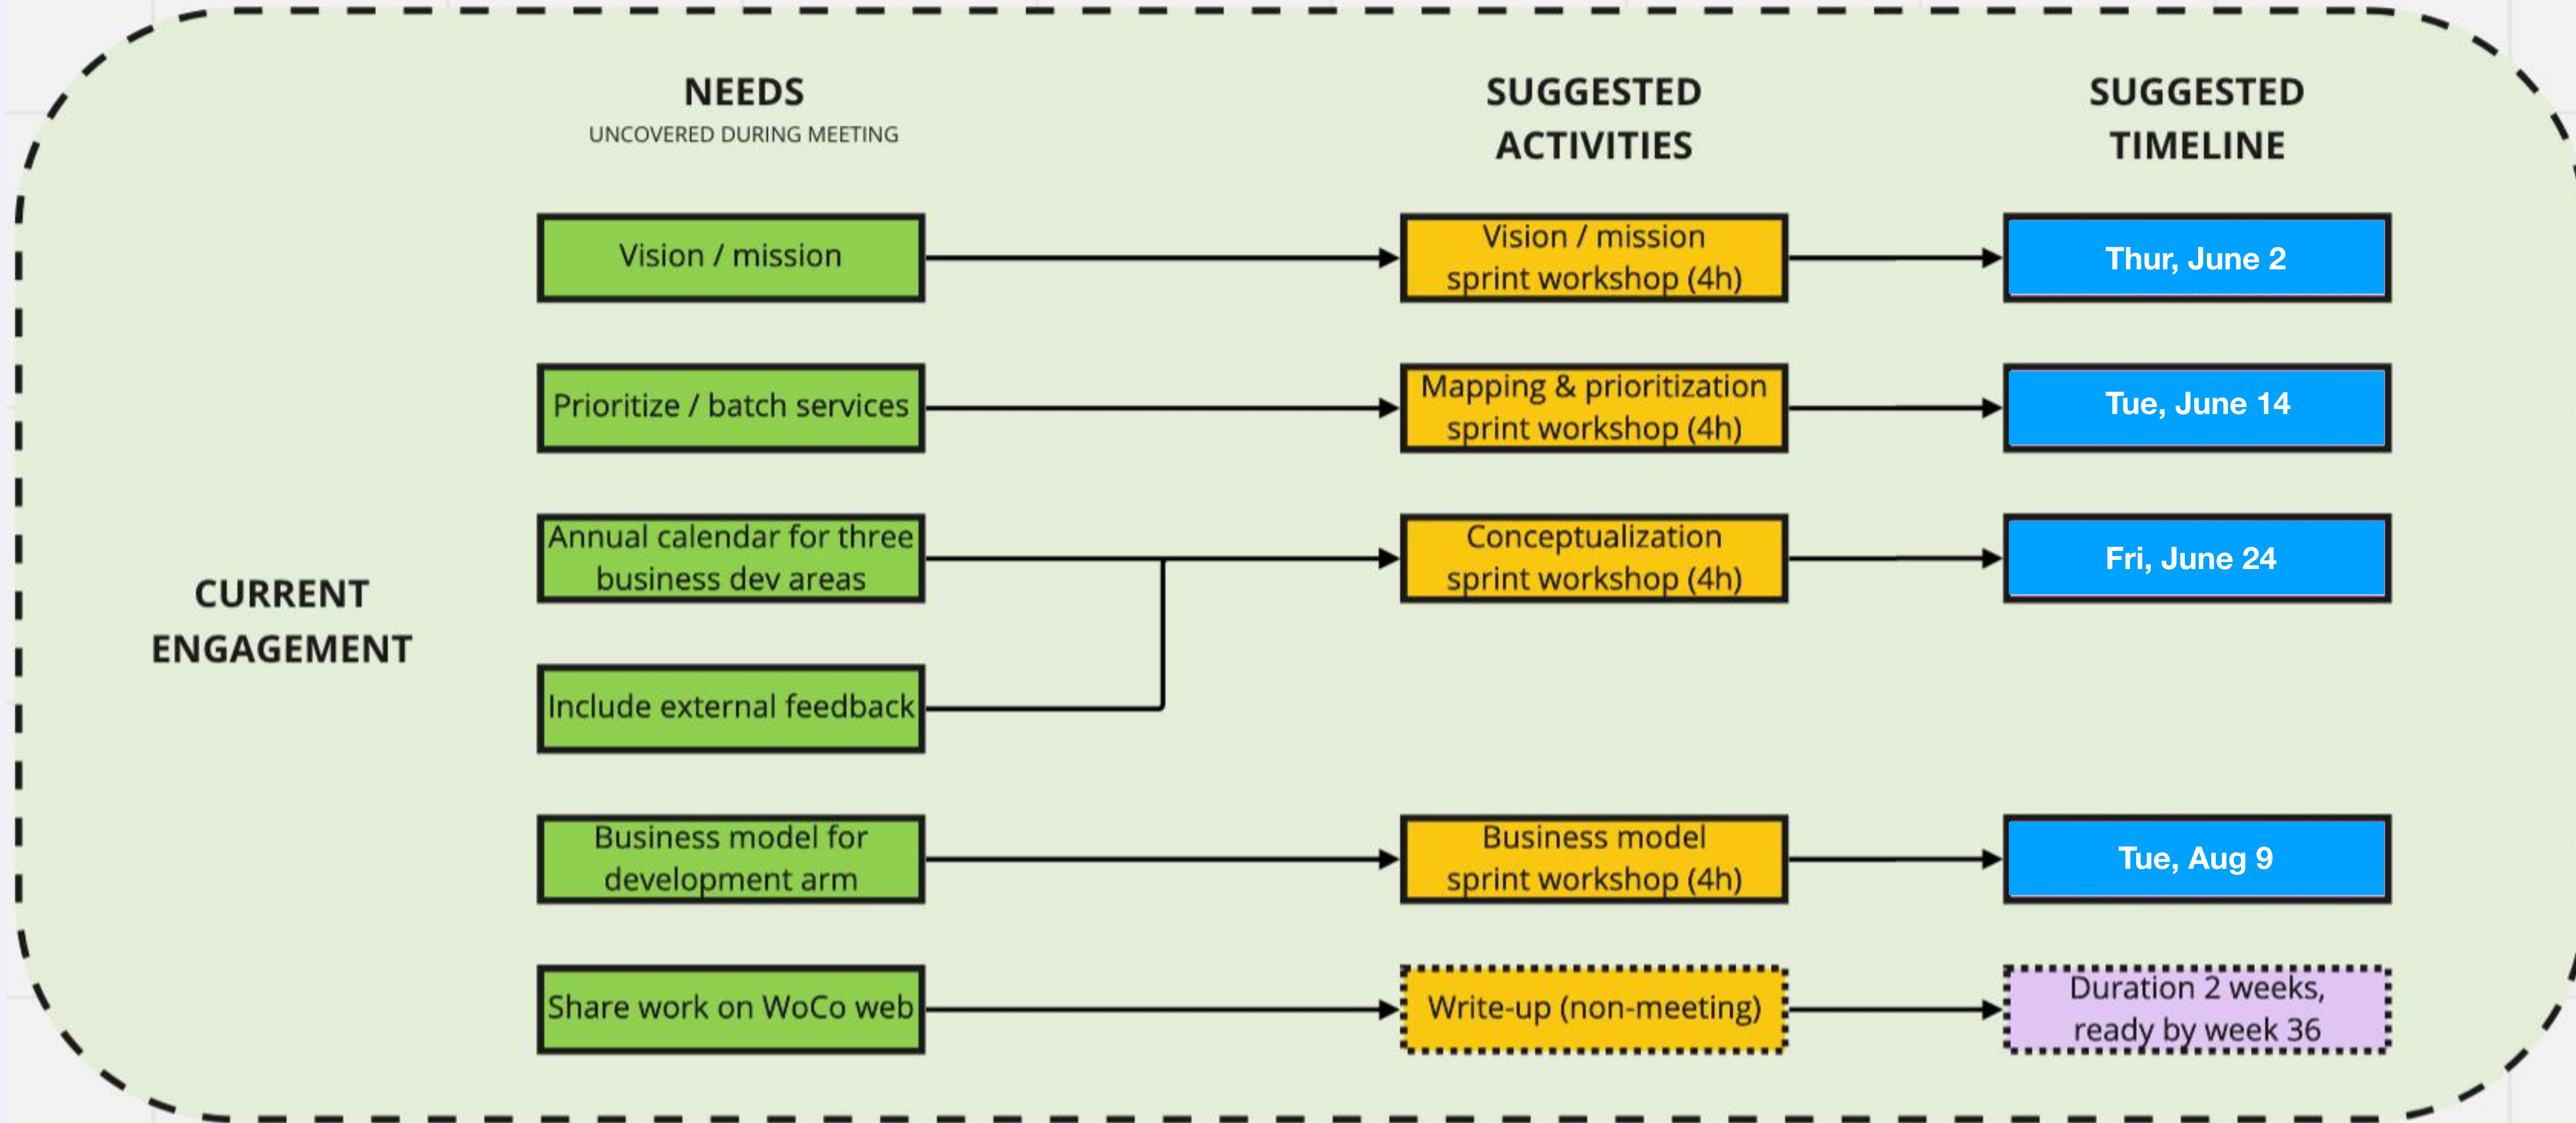 NEEDS
UNCOVERED DURING MEETING
SUGGESTED
ACTIVITIES
SUGGESTED
TIMELINE
CURRENT
ENGAGEMENT
Vision / mission
Vision / mission
sprint workshop (4h)
Thur, June 2
Prioritize / batch services
Mapping & prioritization
sprint workshop (4h)
Tue, June 14
Annual calendar for three
business dev areas
Conceptualization
sprint workshop (4h)
Fri, June 24
Include external feedback
Business model for
development arm
Business model
sprint workshop (4h)
Tue, Aug 9
Share work on WoCo web
Write-up (non-meeting)
Duration 2 weeks,
ready by week 36